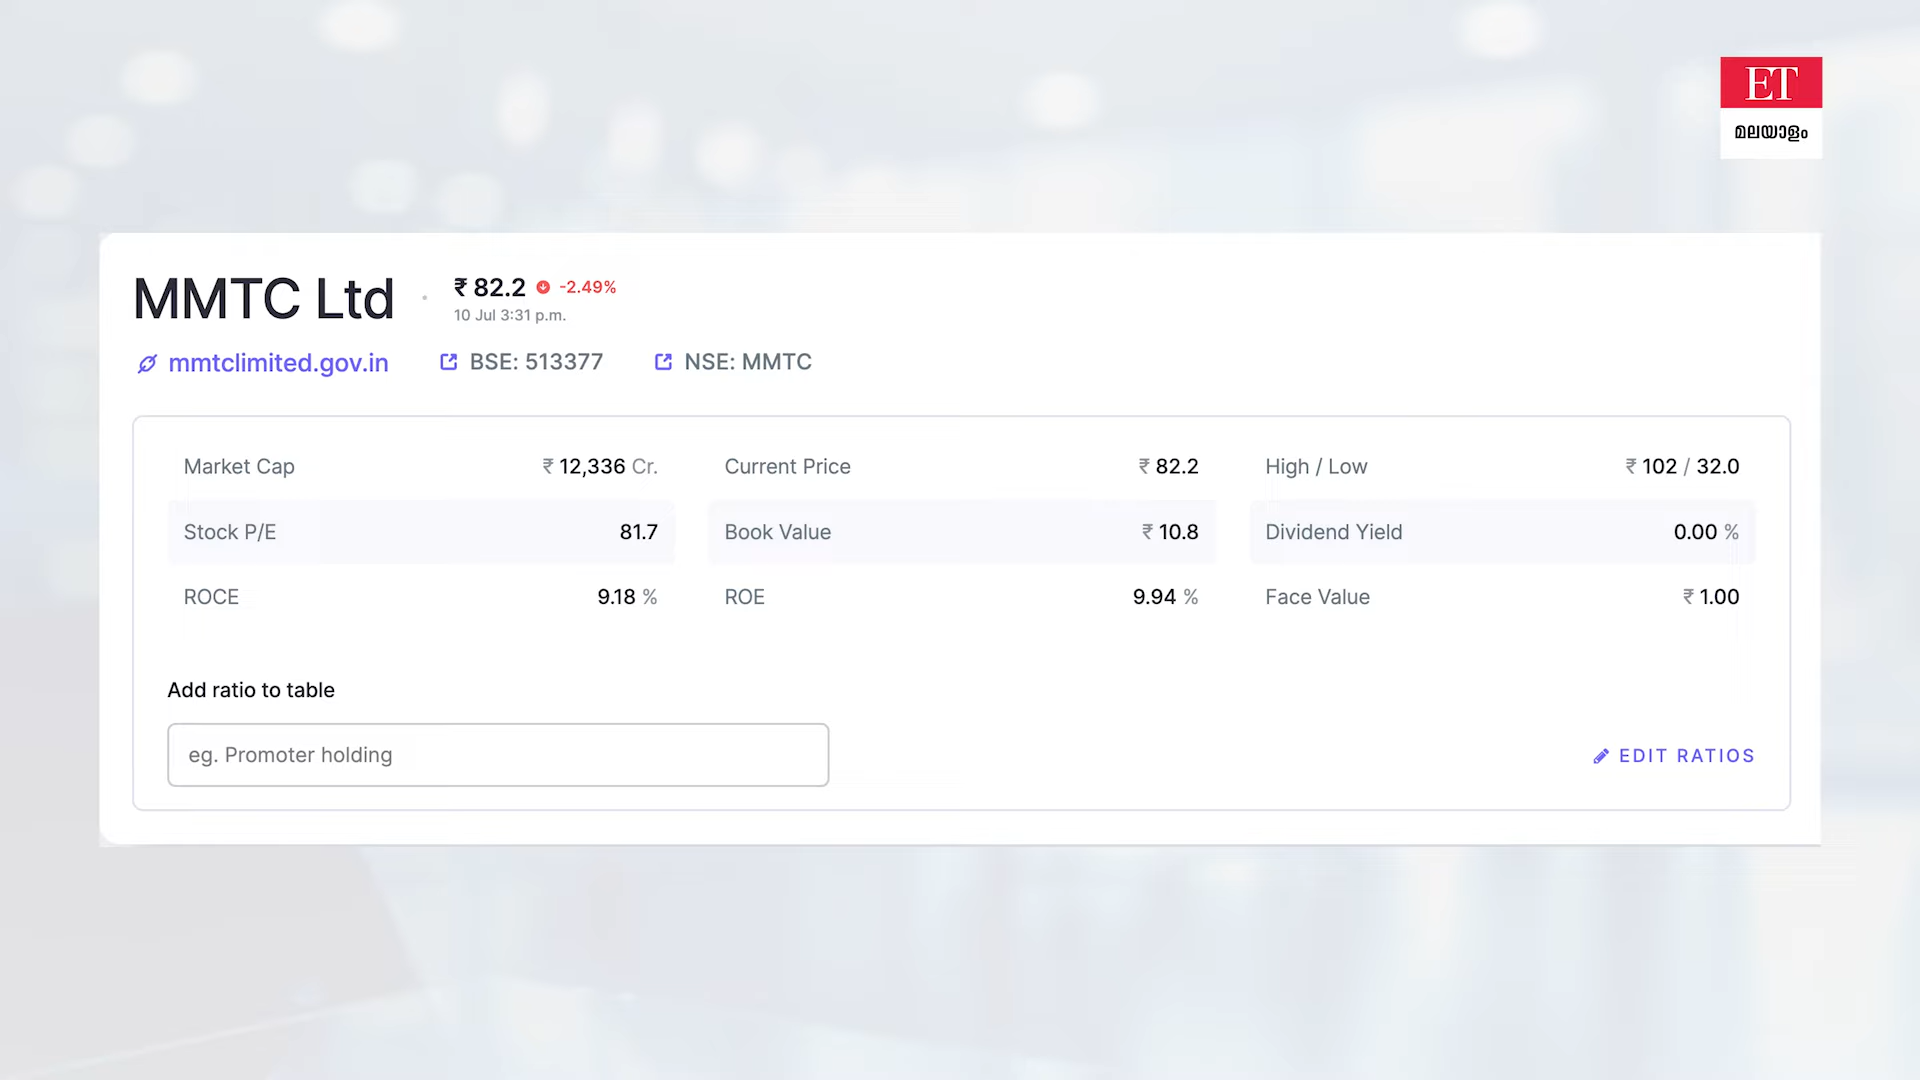 ET
മലയാളം
MMTC Ltd
₹ 82.2 -2.49%
10 Jul 3:31 p.m.
mmtclimited.gov.in BSE: 513377 NSE: MMTC
Market Cap ₹ 12,336 Cr. Current Price ₹ 82.2 High / Low ₹ 102 / 32.0
Stock P/E 81.7 Book Value ₹ 10.8 Dividend Yield 0.00 %
ROCE 9.18 % ROE 9.94 % Face Value ₹ 1.00
Add ratio to table
eg. Promoter holding
EDIT RATIOS